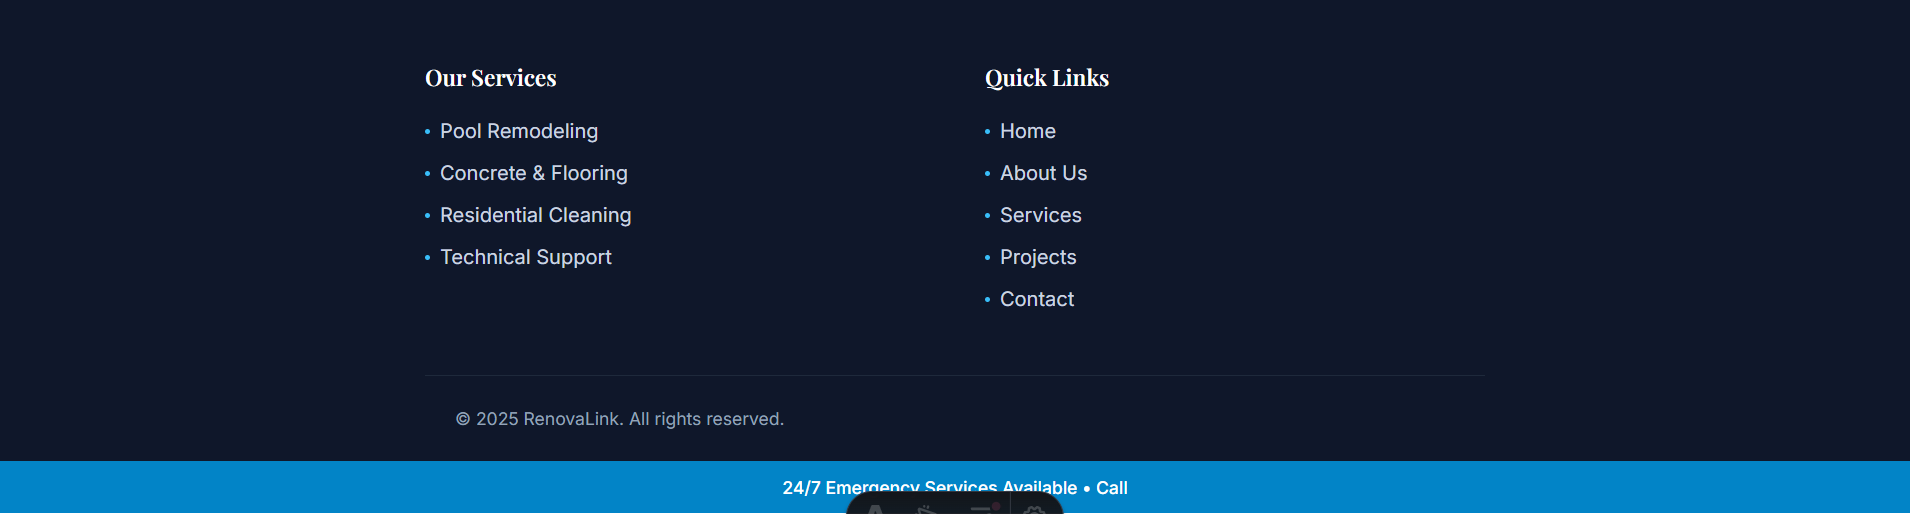 Our Services
Pool Remodeling
Concrete & Flooring
Residential Cleaning
Technical Support
Quick Links
Home
About Us
Services
Projects
Contact
© 2025 RenovaLink. All rights reserved.
24/7 Emergency Services Available • Call